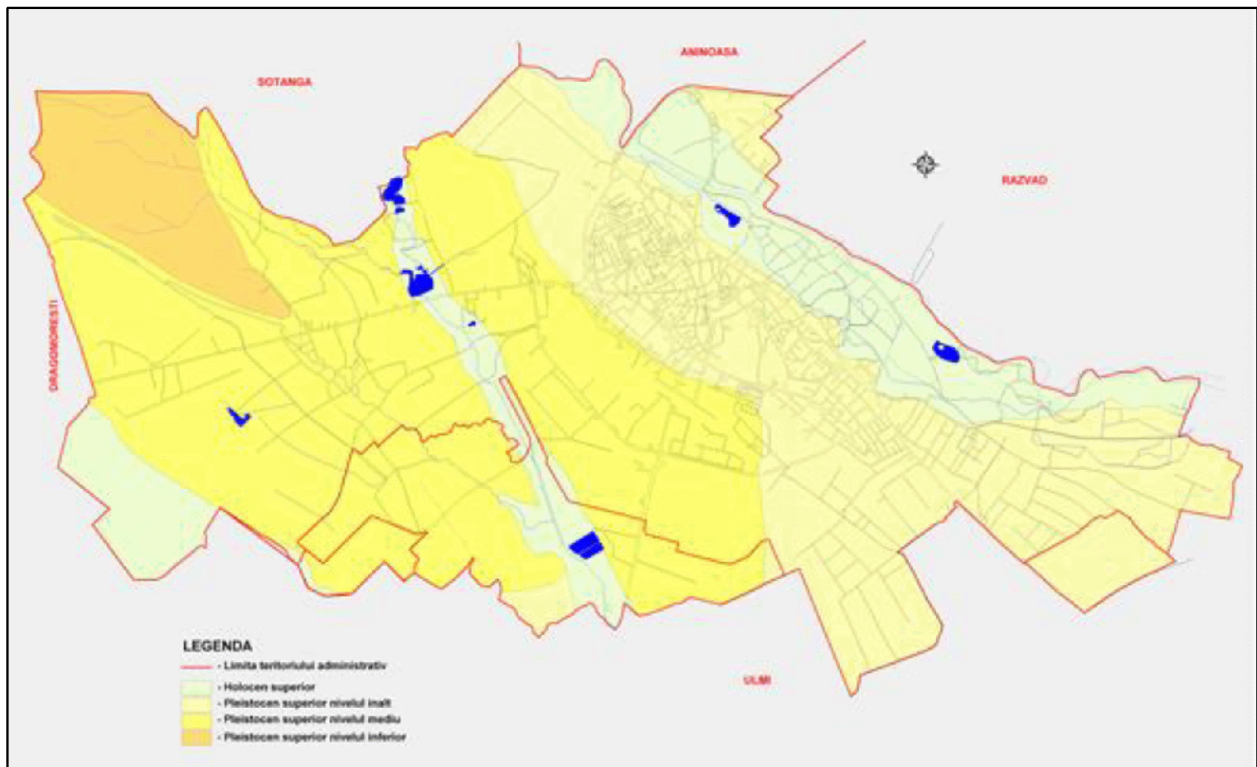 ANINOASA
SOTANGA
RAZVAD
DRAGOMORESTI
LEGENDA
- Limita teritoriului administrativ
- Holocen superior
- Pleistocen superior nivelul inalt
- Pleistocen superior nivelul mediu
- Pleistocen superior nivelul inferior
ULMI